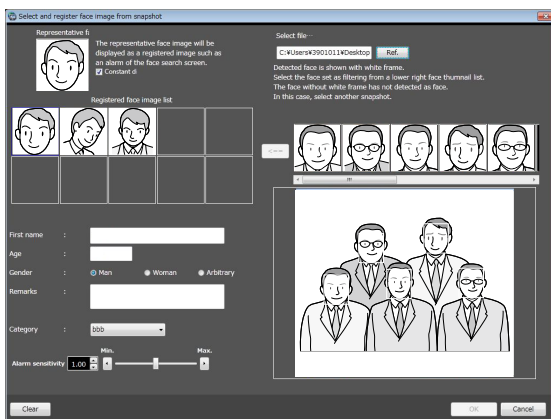 Select and register face image from snapshot
Representative fa
The representative face image will be
displayed as a registered image such as
an alarm of the face search screen.
Constant d
Registered face image list
Select file···
C:¥Users¥3901011¥Desktop
Ref.
Detected face is shown with white frame.
Select the face set as filtering from a lower right face thumnail list.
The face without white frame has not detected as face.
In this case, select another snapshot.
<--
First name :
Age :
Gender : Man Woman Arbitrary
Remarks :
Category : bbb
Min. Max.
Alarm sensitivity 1.00
Clear
OK Cancel